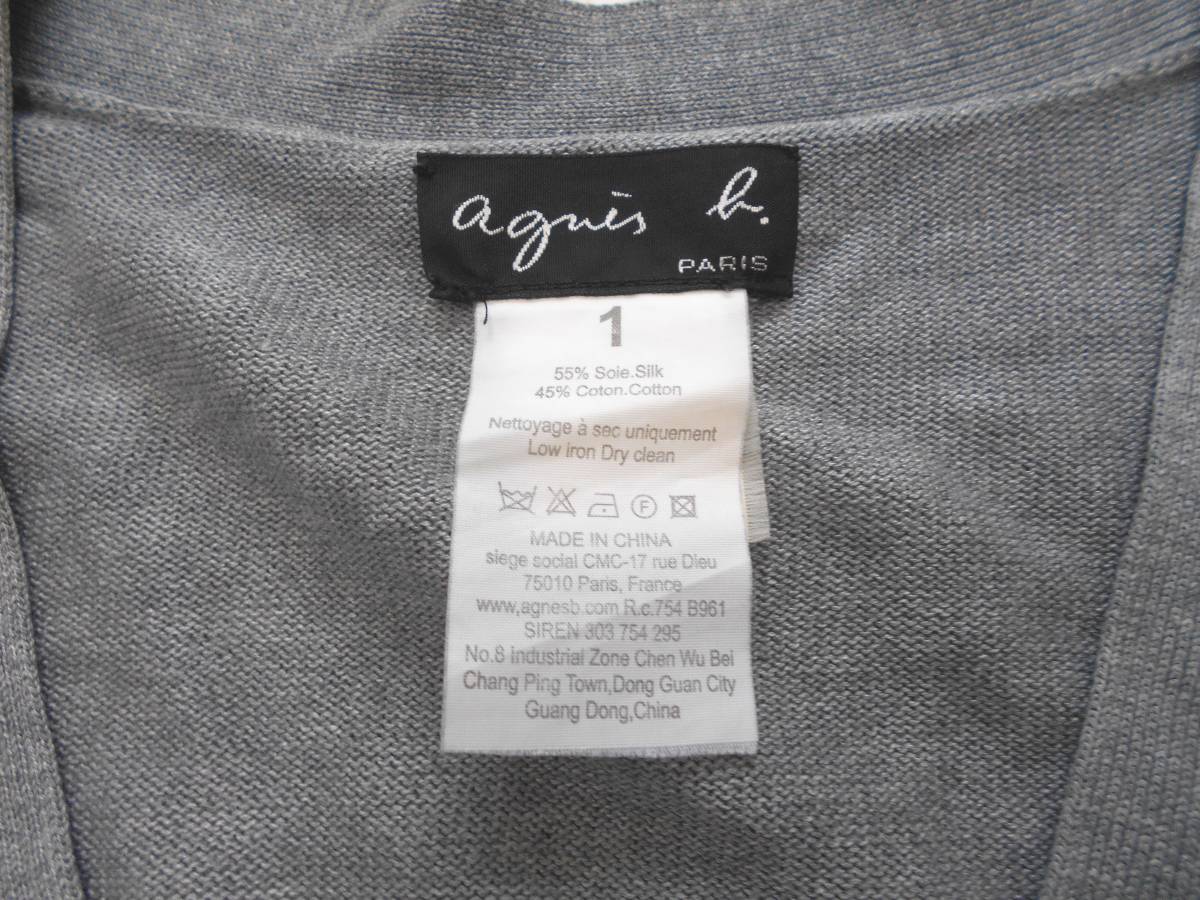 agnès b.
PARIS
1
55% Soie.Silk
45% Coton.Cotton
Nettoyage à sec uniquement
Low iron Dry clean
F
MADE IN CHINA
siege social CMC-17 rue Dieu
75010 Paris, France
www,agnesb.com R.c.754 B961
SIREN 303 754 295
No.8 industrial Zone Chen Wu Bei
Chang Ping Town,Dong Guan City
Guang Dong,China